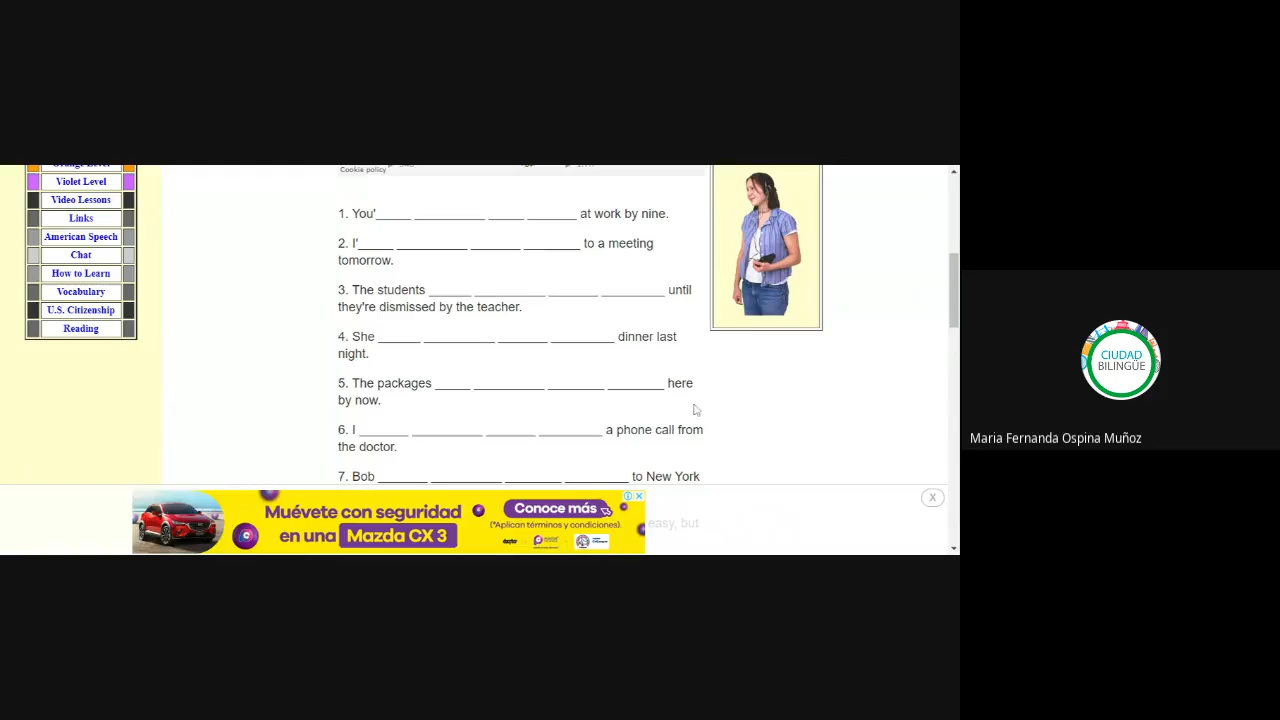 Violet Level
Video Lessons
Links
American Speech
Chat
How to Learn
Vocabulary
U.S. Citizenship
Reading
Cookie policy
1. You'_____ __________ _____ _______ at work by nine.
2. I'_____ __________ _______ ________ to a meeting
tomorrow.
3. The students ______ __________ _______ _________ until
they're dismissed by the teacher.
4. She ______ __________ _______ _________ dinner last
night.
5. The packages _____ __________ ________ ________ here
by now.
6. I _______ __________ _______ _________ a phone call from
the doctor.
7. Bob _______ __________ ________ _________ to New York
easy, but
Muévete con seguridad
en una Mazda CX 3
Conoce más
(*Aplican términos y condiciones).
X
CIUDAD
BILINGÜE
Maria Fernanda Ospina Muñoz